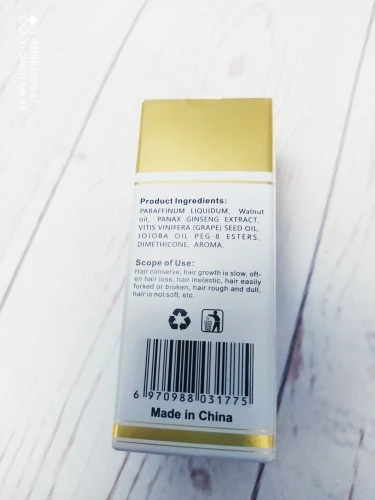 Product Ingredients:
PARAFFINUM LIQUIDUM, Walnut
oil, PANAX GINSENG EXTRACT,
VITIS VINIFERA (GRAPE) SEED OIL,
JOJOBA OIL PEG-8 ESTERS,
DIMETHICONE, AROMA.
Scope of Use:
Hair conserve, hair growth is slow, oft-
en hair loss, hair inelastic, hair easily
forked or broken, hair rough and dull,
hair is not soft, etc.
6 970988 031775
Made in China